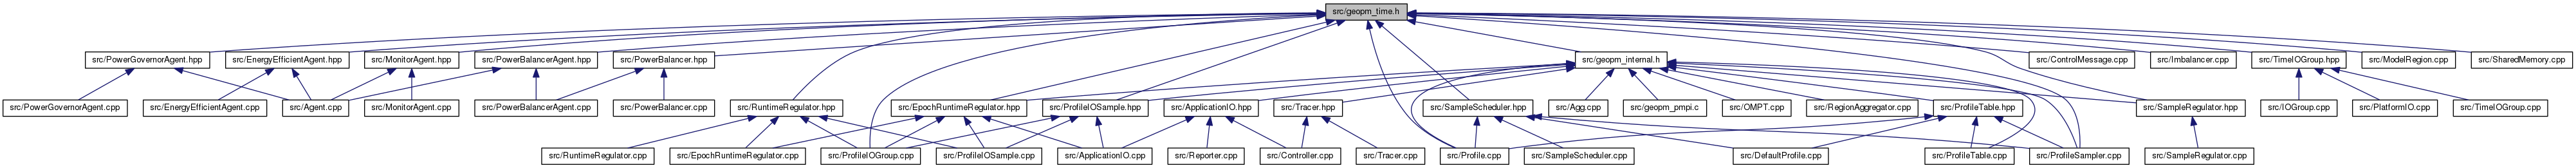 src/geopm_time.h
src/PowerGovernorAgent.hpp
src/EnergyEfficientAgent.hpp
src/MonitorAgent.hpp
src/PowerBalancerAgent.hpp
src/PowerBalancer.hpp
src/geopm_internal.h
src/ControlMessage.cpp
src/Imbalancer.cpp
src/TimeIOGroup.hpp
src/ModelRegion.cpp
src/SharedMemory.cpp
src/PowerGovernorAgent.cpp
src/EnergyEfficientAgent.cpp
src/Agent.cpp
src/MonitorAgent.cpp
src/PowerBalancerAgent.cpp
src/PowerBalancer.cpp
src/RuntimeRegulator.hpp
src/EpochRuntimeRegulator.hpp
src/ProfileIOSample.hpp
src/ApplicationIO.hpp
src/Tracer.hpp
src/SampleScheduler.hpp
src/Agg.cpp
src/geopm_pmpi.c
src/OMPT.cpp
src/RegionAggregator.cpp
src/ProfileTable.hpp
src/SampleRegulator.hpp
src/IOGroup.cpp
src/PlatformIO.cpp
src/TimeIOGroup.cpp
src/RuntimeRegulator.cpp
src/EpochRuntimeRegulator.cpp
src/ProfileIOGroup.cpp
src/ProfileIOSample.cpp
src/ApplicationIO.cpp
src/Reporter.cpp
src/Controller.cpp
src/Tracer.cpp
src/Profile.cpp
src/SampleScheduler.cpp
src/DefaultProfile.cpp
src/ProfileTable.cpp
src/ProfileSampler.cpp
src/SampleRegulator.cpp